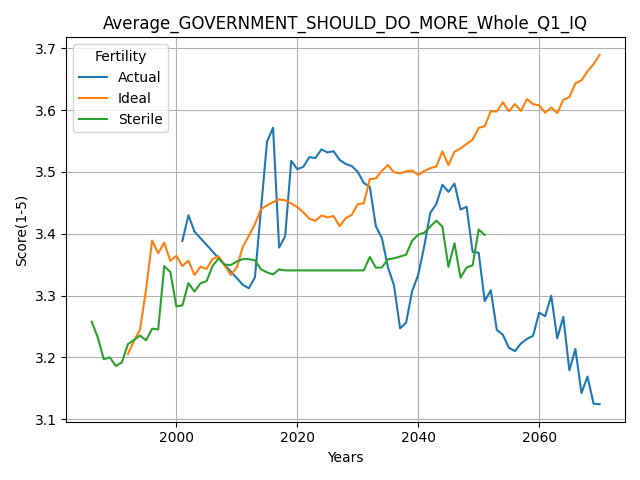 Average_GOVERNMENT_SHOULD_DO_MORE_Whole_Q1_IQ
Fertility
Actual
Ideal
Sterile
Score(1-5)
3.7
3.6
3.5
3.4
3.3
3.2
3.1
2000
2020
2040
2060
Years